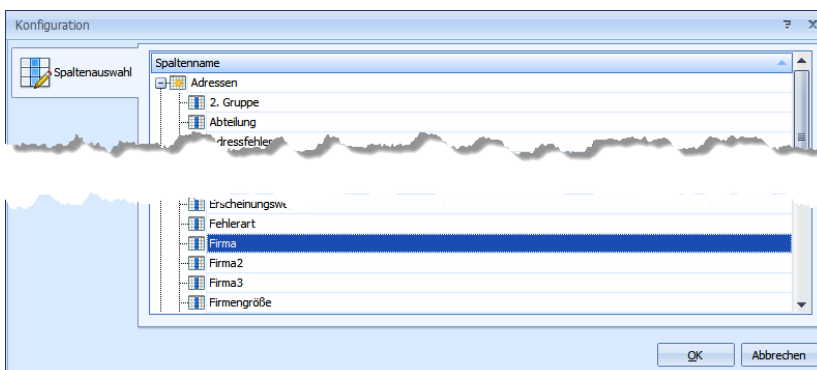 Konfiguration
Spaltenauswahl
Spaltenname
Adressen
2. Gruppe
Abteilung
Fehlerart
Firma
Firma2
Firma3
Firmengröße
OK
Abbrechen